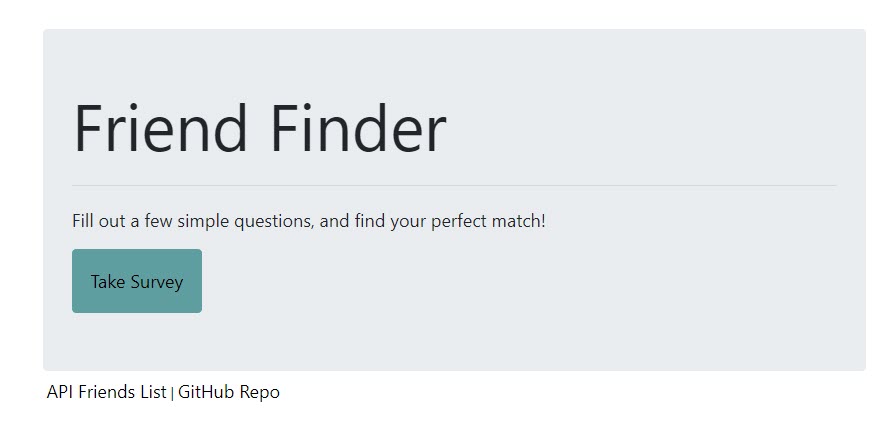 Friend Finder
Fill out a few simple questions, and find your perfect match!
Take Survey
API Friends List | GitHub Repo